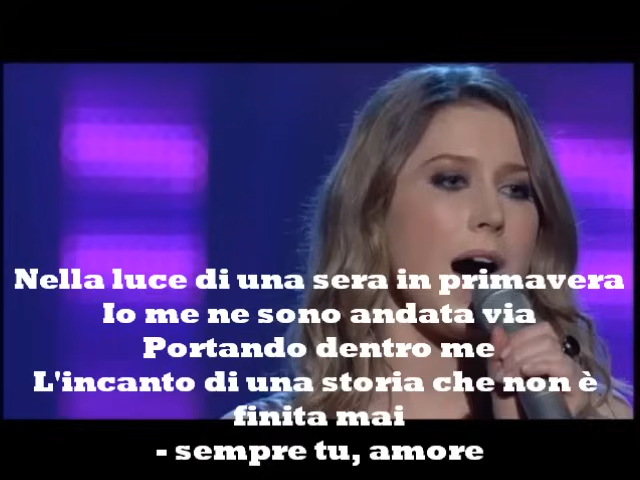 Nella luce di una sera in primavera
Io me ne sono andata via
Portando dentro me
L'incanto di una storia che non è
finita mai
- sempre tu, amore